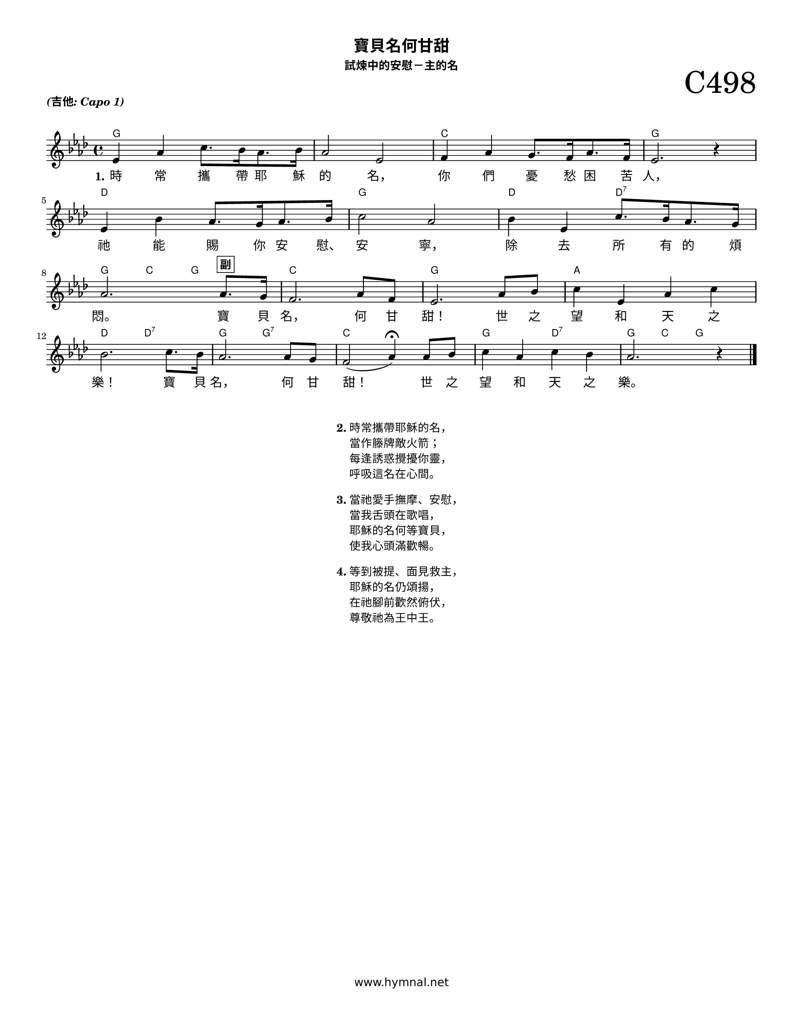 寶貝名何甘甜
試煉中的安慰－主的名
C498
(吉他: Capo 1)
G C G
1. 時 常 攜 帶 耶 穌 的 名， 你 們 憂 愁 困 苦 人，
5 D G D D7
祂 能 賜 你 安 慰、 安 寧， 除 去 所 有 的 煩
8 G C G 副 C G A
悶。 寶 貝 名， 何 甘 甜！ 世 之 望 和 天 之
12 D D7 G G7 C G D7 G C G
樂！ 寶 貝 名， 何 甘 甜！ 世 之 望 和 天 之 樂。
2. 時常攜帶耶穌的名，
當作籐牌敵火箭；
每逢誘惑攪擾你靈，
呼吸這名在心間。
3. 當祂愛手撫摩、安慰，
當我舌頭在歌唱，
耶穌的名何等寶貝，
使我心頭滿歡暢。
4. 等到被提、面見救主，
耶穌的名仍頌揚，
在祂腳前歡然俯伏，
尊敬祂為王中王。
www.hymnal.net